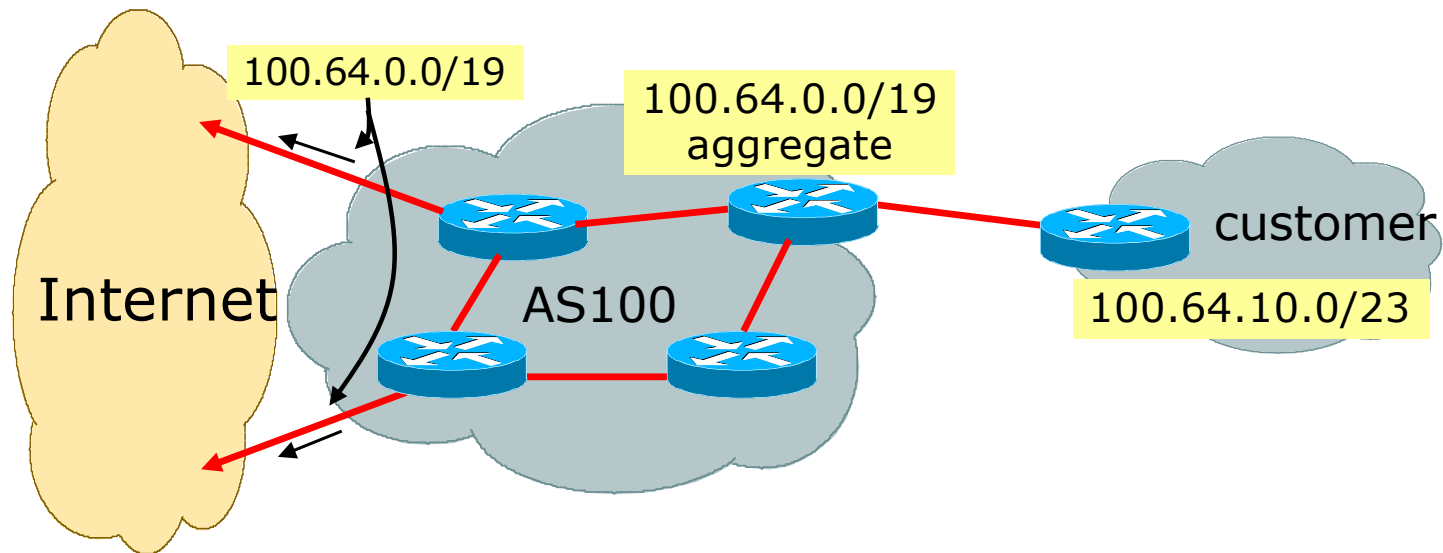 100.64.0.0/19
100.64.0.0/19
aggregate
Internet
AS100
customer
100.64.10.0/23